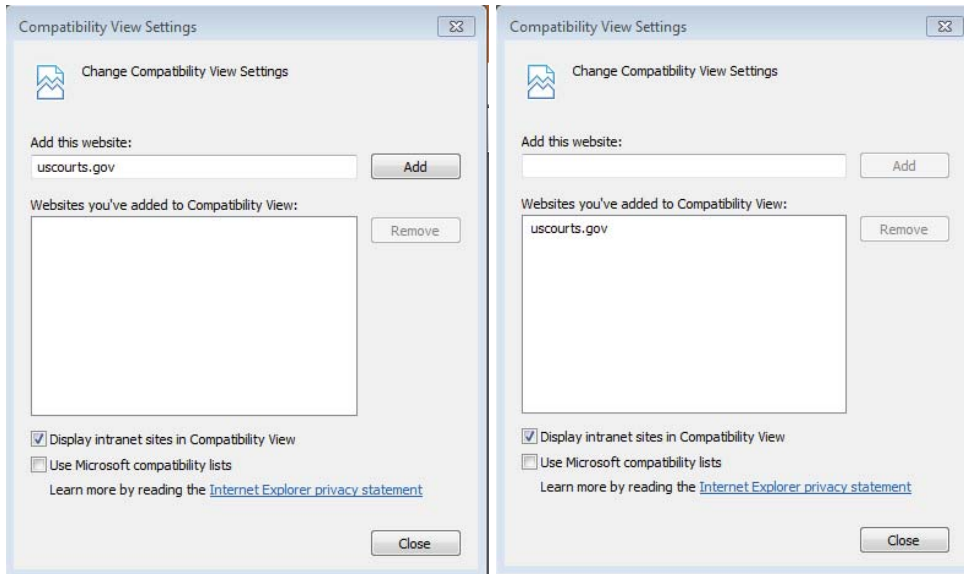 Compatibility View Settings
Change Compatibility View Settings
Add this website:
uscourts.gov
Add
Websites you've added to Compatibility View:
Remove
Display intranet sites in Compatibility View
Use Microsoft compatibility lists
Learn more by reading the Internet Explorer privacy statement
Close
Compatibility View Settings
Change Compatibility View Settings
Add this website:
Add
Websites you've added to Compatibility View:
uscourts.gov
Remove
Display intranet sites in Compatibility View
Use Microsoft compatibility lists
Learn more by reading the Internet Explorer privacy statement
Close